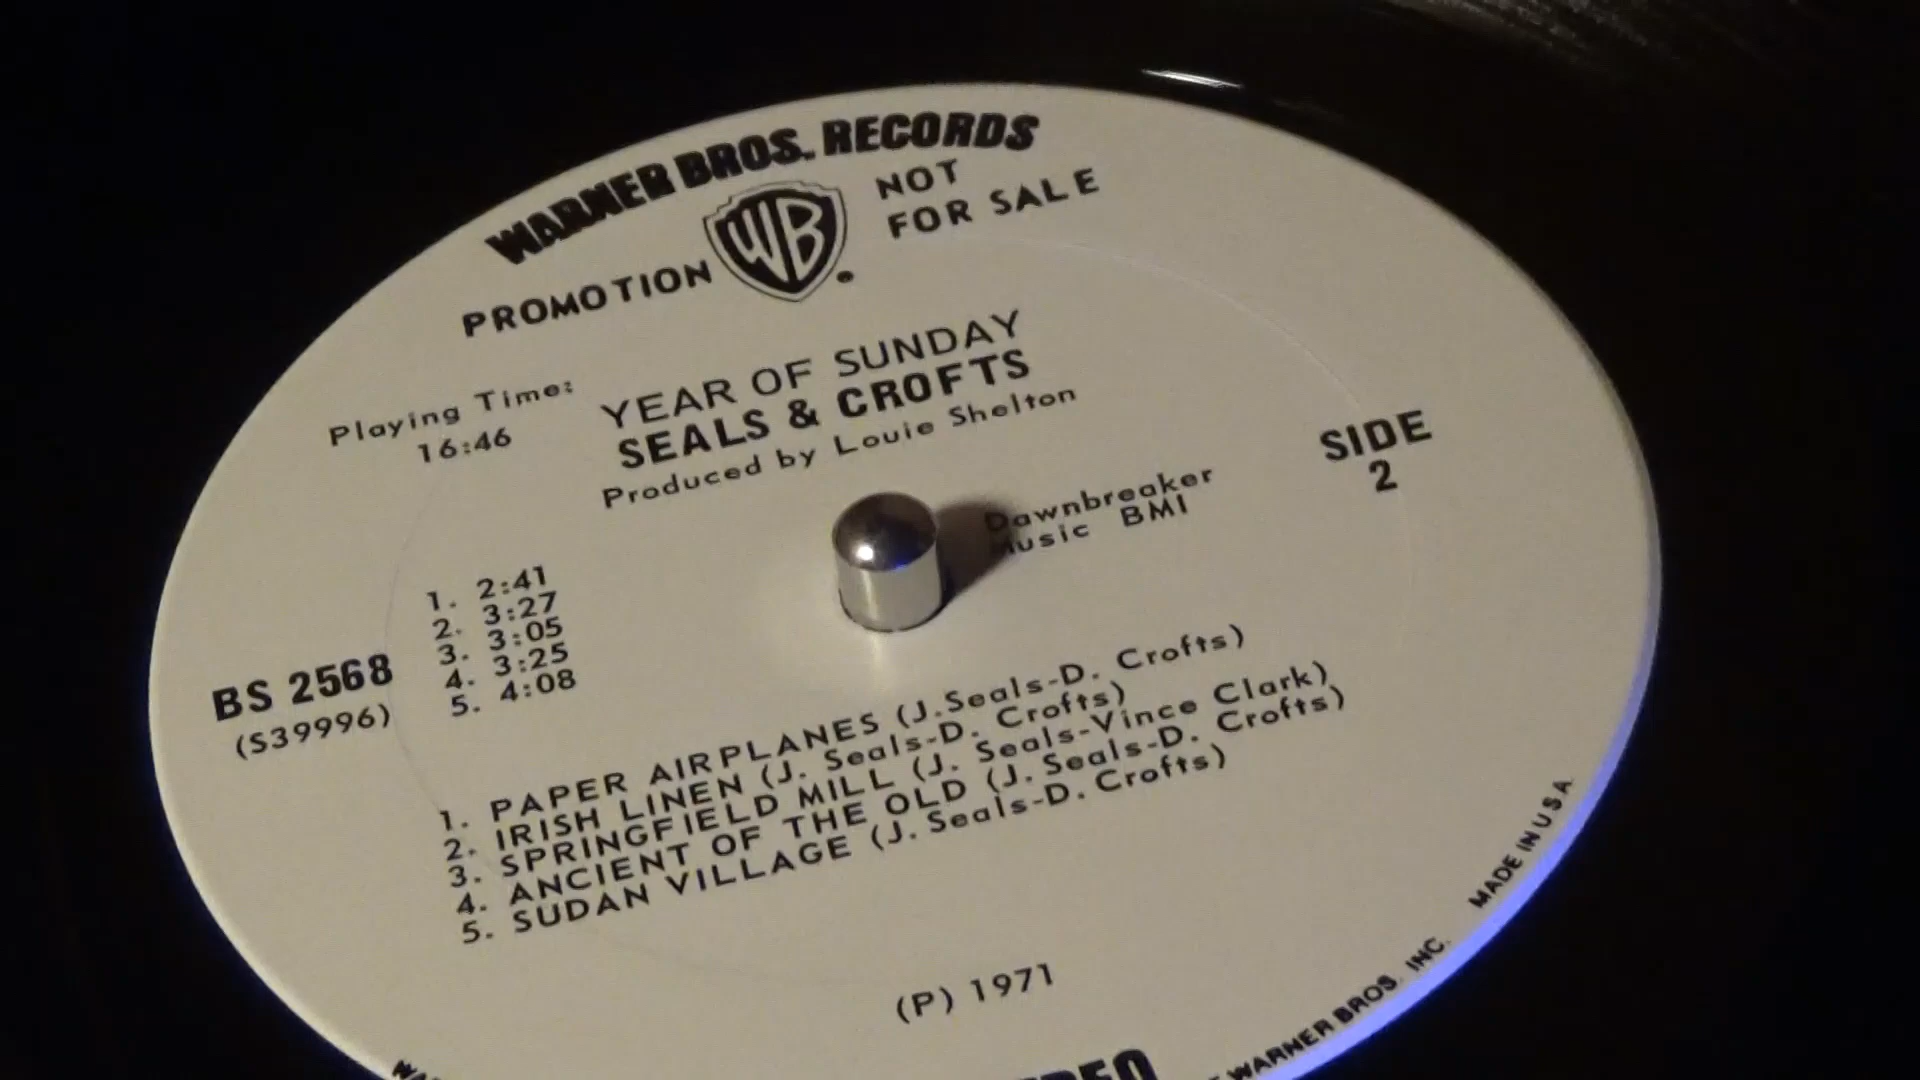 WARNER BROS. RECORDS
PROMOTION
WB
NOT
FOR SALE
Playing Time:
16:46
YEAR OF SUNDAY
SEALS & CROFTS
Produced by Louie Shelton
Dawnbreaker
Music BMI
SIDE
2
BS 2568
(S39996)
1. 2:41
2. 3:27
3. 3:05
4. 3:25
5. 4:08
1. PAPER AIRPLANES (J.Seals-D. Crofts)
2. IRISH LINEN (J. Seals-D. Crofts)
3. SPRINGFIELD MILL (J. Seals-Vince Clark)
4. ANCIENT OF THE OLD (J. Seals-D. Crofts)
5. SUDAN VILLAGE (J. Seals-D. Crofts)
(P) 1971
WARNER BROS. INC.
MADE IN U S A